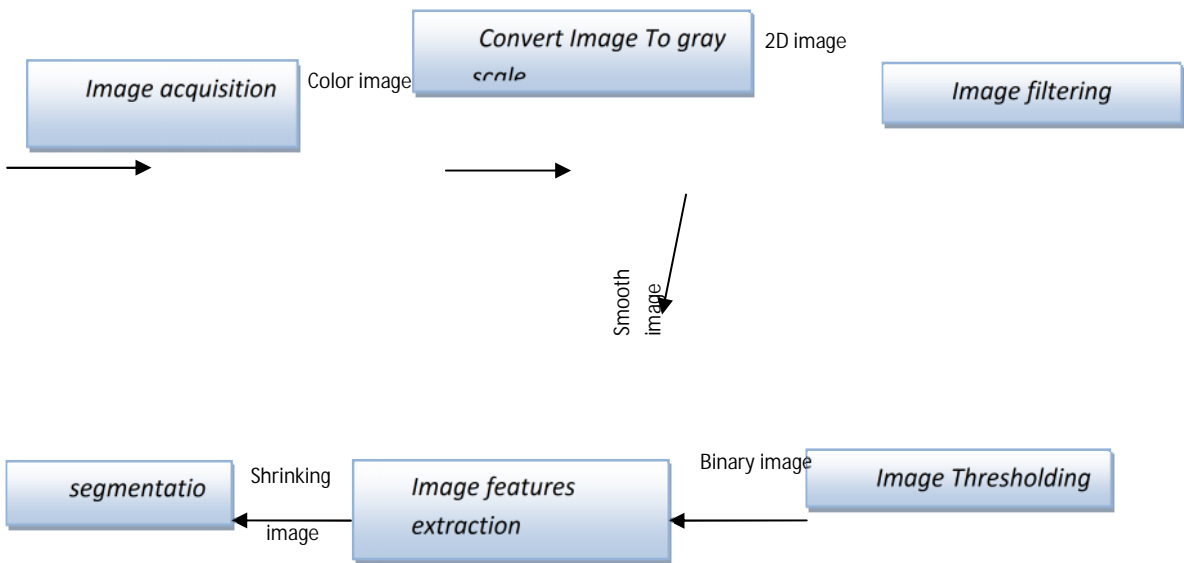 Image acquisition
Color image
Convert Image To gray
scale
2D image
Image filtering
Smooth
image
Image Thresholding
Binary image
Image features
extraction
Shrinking
image
segmentatio